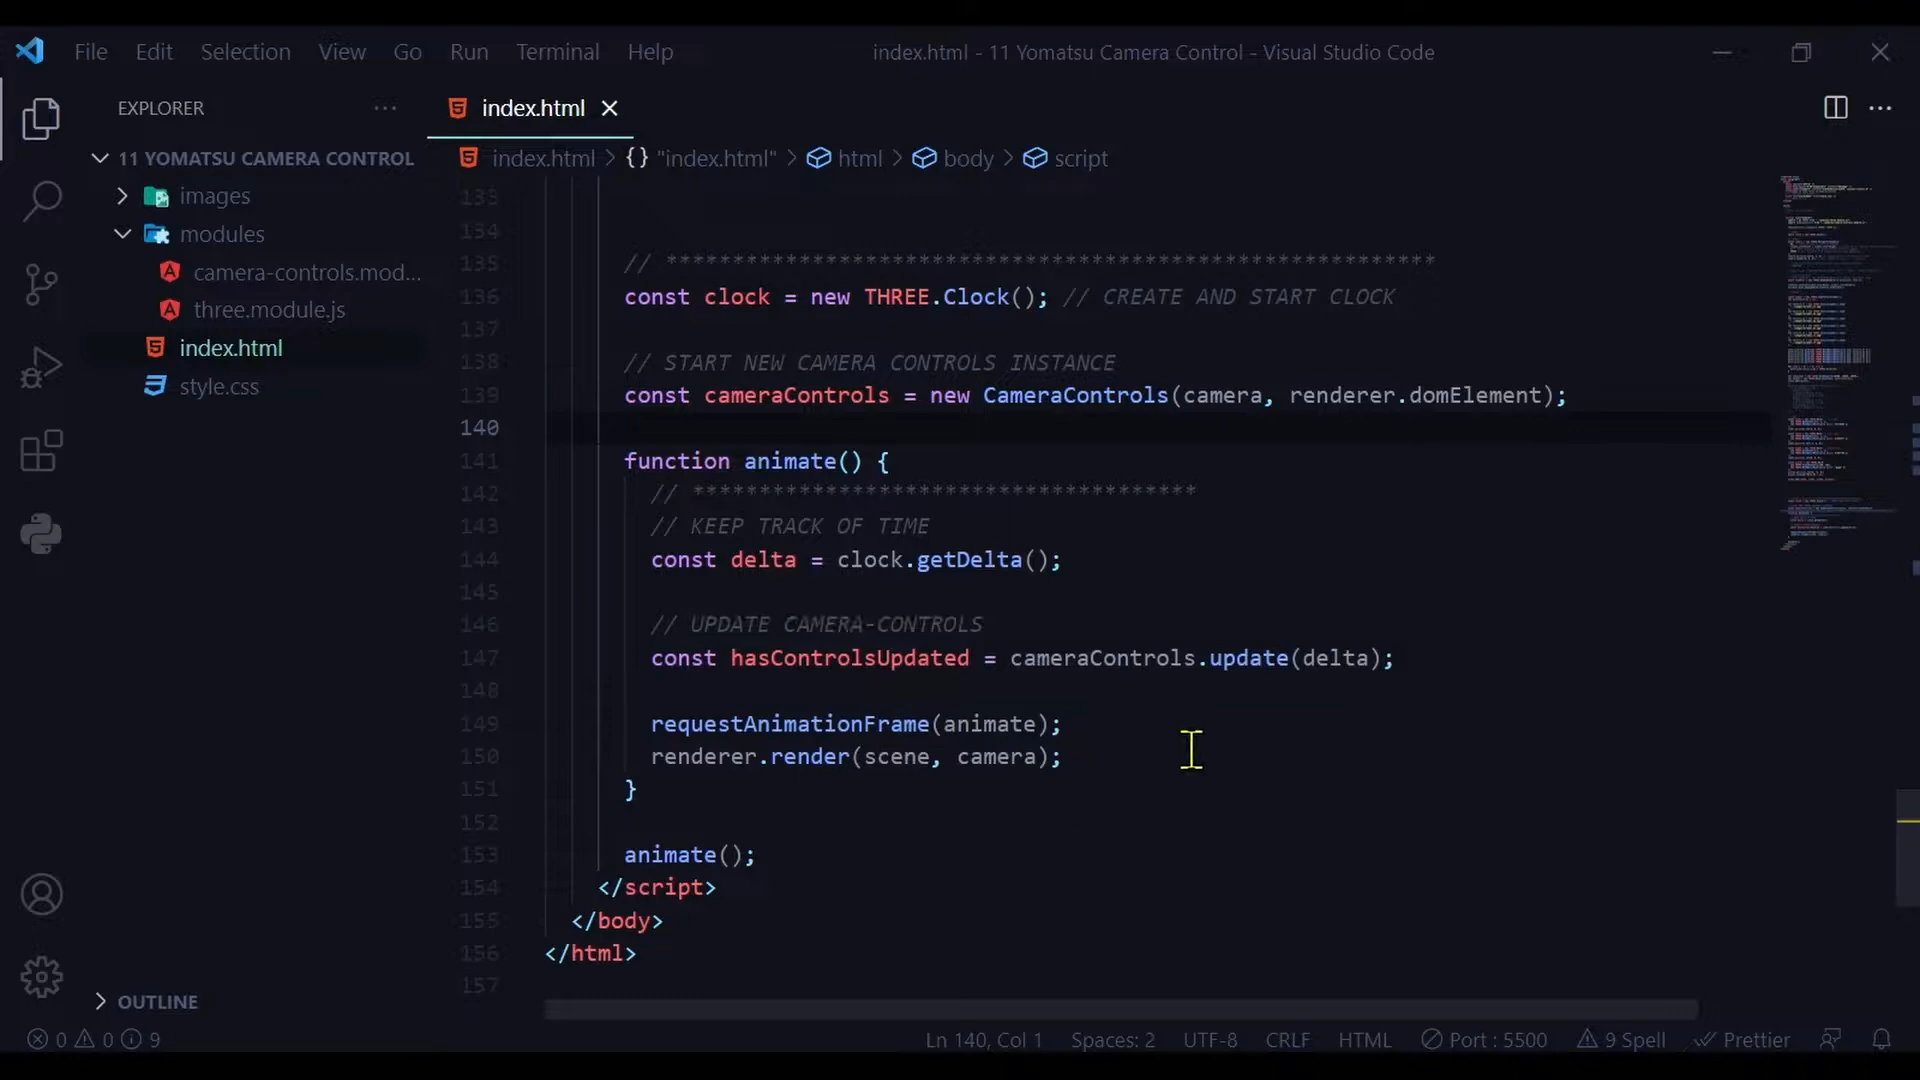 File Edit Selection View Go Run Terminal Help index.html - 11 Yomatsu Camera Control - Visual Studio Code
EXPLORER ··· index.html
11 YOMATSU CAMERA CONTROL
images
modules
camera-controls.mod...
three.module.js
index.html
style.css
OUTLINE
index.html > {} "index.html" > html > body > script
133
134
135 // **********************************************************
136 const clock = new THREE.Clock(); // CREATE AND START CLOCK
137
138 // START NEW CAMERA CONTROLS INSTANCE
139 const cameraControls = new CameraControls(camera, renderer.domElement);
140
141 function animate() {
142 // **************************************
143 // KEEP TRACK OF TIME
144 const delta = clock.getDelta();
145
146 // UPDATE CAMERA-CONTROLS
147 const hasControlsUpdated = cameraControls.update(delta);
148
149 requestAnimationFrame(animate);
150 renderer.render(scene, camera);
151 }
152
153 animate();
154 </script>
155 </body>
156 </html>
157
0 0 9 Ln 140, Col 1 Spaces: 2 UTF-8 CRLF HTML Port : 5500 9 Spell Prettier